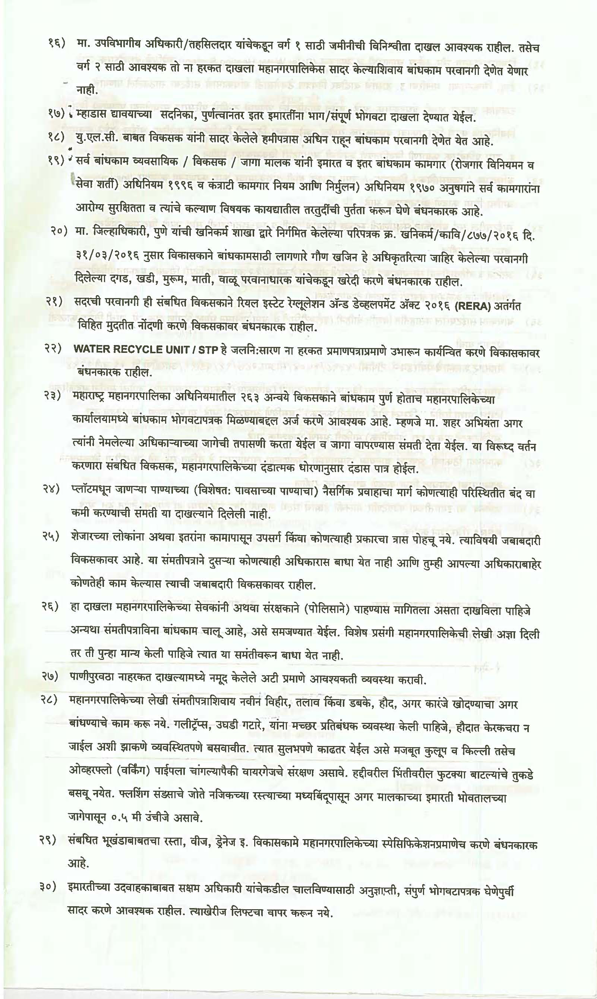 १६) मा. उपविभागीय अधिकारी/तहसिलदार यांचेकडून वर्ग १ साठी जमीनीची विनिश्वीता दाखल आवश्यक राहील. तसेच
वर्ग २ साठी आवश्यक तो ना हरकत दाखला महानगरपालिकेस सादर केल्याशिवाय बांधकाम परवानगी देणेत येणार
नाही.
१७) म्हाडास द्यावयाच्या सदनिका, पुर्णत्वानंतर इतर इमारतींना भाग/संपूर्ण भोगवटा दाखला देण्यात येईल.
१८) यु.एल.सी. बाबत विकसक यांनी सादर केलेले हमीपत्रास अधिन राहून बांधकाम परवानगी देणेत येत आहे.
१९) सर्व बांधकाम व्यवसायिक / विकसक / जागा मालक यांनी इमारत व इतर बांधकाम कामगार (रोजगार विनियमन व
सेवा शर्ती) अधिनियम १९९६ व कंत्राटी कामगार नियम आणि निर्मुलन) अधिनियम १९७० अनुषगांने सर्व कामगारांना
आरोग्य सुरक्षितता व त्यांचे कल्याण विषयक कायद्यातील तरतुदींची पुर्तता करून घेणे बंधनकारक आहे.
२०) मा. जिल्हाधिकारी, पुणे यांची खनिकर्म शाखा द्वारे निर्गमित केलेल्या परिपत्रक क्र. खनिकर्म/कावि/८७७/२०१६ दि.
३१/०३/२०१६ नुसार विकासकाने बांधकामसाठी लागणारे गौण खजिन हे अधिकृतरित्या जाहिर केलेल्या परवानगी
दिलेल्या दगड, खडी, मुरूम, माती, वाळू परवानाधारक यांचेकडून खरेदी करणे बंधनकारक राहील.
२१) सदरची परवानगी ही संबधित विकसकाने रियल इस्टेट रेग्लूलेशन ॲन्ड डेव्हलपमेंट ॲक्ट २०१६ (RERA) अतंर्गत
विहित मुदतीत नोंदणी करणे विकसकावर बंधनकारक राहील.
२२) WATER RECYCLE UNIT / STP हे जलनि:सारण ना हरकत प्रमाणपत्राप्रमाणे उभारून कार्यन्वित करणे विकासकावर
बंधनकारक राहील.
२३) महाराष्ट्र महानगरपालिका अधिनियमातील २६३ अन्वये विकसकाने बांधकाम पुर्ण होताच महानरपालिकेच्या
कार्यालयामध्ये बांधकाम भोगवटापत्रक मिळण्याबद्दल अर्ज करणे आवश्यक आहे. म्हणजे मा. शहर अभियंता अगर
त्यांनी नेमलेल्या अधिकाऱ्याच्या जागेची तपासणी करता येईल व जागा वापरण्यास संमती देता येईल. या विरूध्द वर्तन
करणारा संबधित विकसक, महानगरपालिकेच्या दंडात्मक धोरणानुसार दंडास पात्र होईल.
२४) प्लॉटमधून जाणऱ्या पाण्याच्या (विशेषत: पावसाच्या पाण्याचा) नैसर्गिक प्रवाहाचा मार्ग कोणत्याही परिस्थितीत बंद वा
कमी करण्याची संमती या दाखल्याने दिलेली नाही.
२५) शेजारच्या लोकांना अथवा इतरांना कामापासून उपसर्ग किंवा कोणत्याही प्रकारचा त्रास पोहचू नये. त्याविषयी जबाबदारी
विकसकावर आहे. या संमतीपत्राने दुसऱ्या कोणत्याही अधिकारास बाधा येत नाही आणि तुम्ही आपल्या अधिकाराबाहेर
कोणतेही काम केल्यास त्याची जबाबदारी विकसकावर राहील.
२६) हा दाखला महानगरपालिकेच्या सेवकांनी अथवा संरक्षकाने (पोलिसाने) पाहण्यास मागितला असता दाखविला पाहिजे
अन्यथा संमतीपत्राविना बांधकाम चालू आहे, असे समजण्यात येईल. विशेष प्रसंगी महानगरपालिकेची लेखी अज्ञा दिली
तर ती पुन्हा मान्य केली पाहिजे त्यात या समंतीवरून बाधा येत नाही.
२७) पाणीपुरवठा नाहरकत दाखल्यामध्ये नमूद केलेले अटी प्रमाणे आवश्यकती व्यवस्था करावी.
२८) महानगरपालिकेच्या लेखी संमतीपत्राशिवाय नवीनं विहीर, तलाव किंवा डबके, हौद, अगर कारंजे खोदण्याचा अगर
बांधण्याचे काम करू नये. गलीट्रॅप्स, उघडी गटारे, यांना मच्छर प्रतिबंधक व्यवस्था केली पाहिजे, हौदात केरकचरा न
जाईल अशी झाकणे व्यवस्थितपणे बसवावीत. त्यात सुलभपणे काढतर येईल असे मजबूत कुलूप व किल्ली तसेच
ओव्हरफ्लो (वर्किंग) पाईपला चांगल्यापैकी वायरगेजचे संरक्षण असावे. हद्दीवरील भिंतीवरील फुटक्या बाटल्यांचे तुकडे
बसवू नयेत. फ्लशिंग संडसाचे जोते नजिकच्या रस्त्याच्या मध्यबिंदूपासून अगर मालकाच्या इमारती भोवतालच्या
जागेपासून ०.५ मी उंचीजे असावे.
२९) संबधित भूखंडाबाबतचा रस्ता, वीज, ड्रेनेज इ. विकासकामे महानगरपालिकेच्या स्पेसिफिकेशनप्रमाणेच करणे बंधनकारक
आहे.
३०) इमारतीच्या उदवाहकाबाबत सक्षम अधिकारी यांचेकडील चालविण्यासाठी अनुज्ञाप्ती, संपुर्ण भोगवटापत्रक घेणेपुर्वी
सादर करणे आवश्यक राहील. त्याखेरीज लिफ्टचा वापर करून नये.